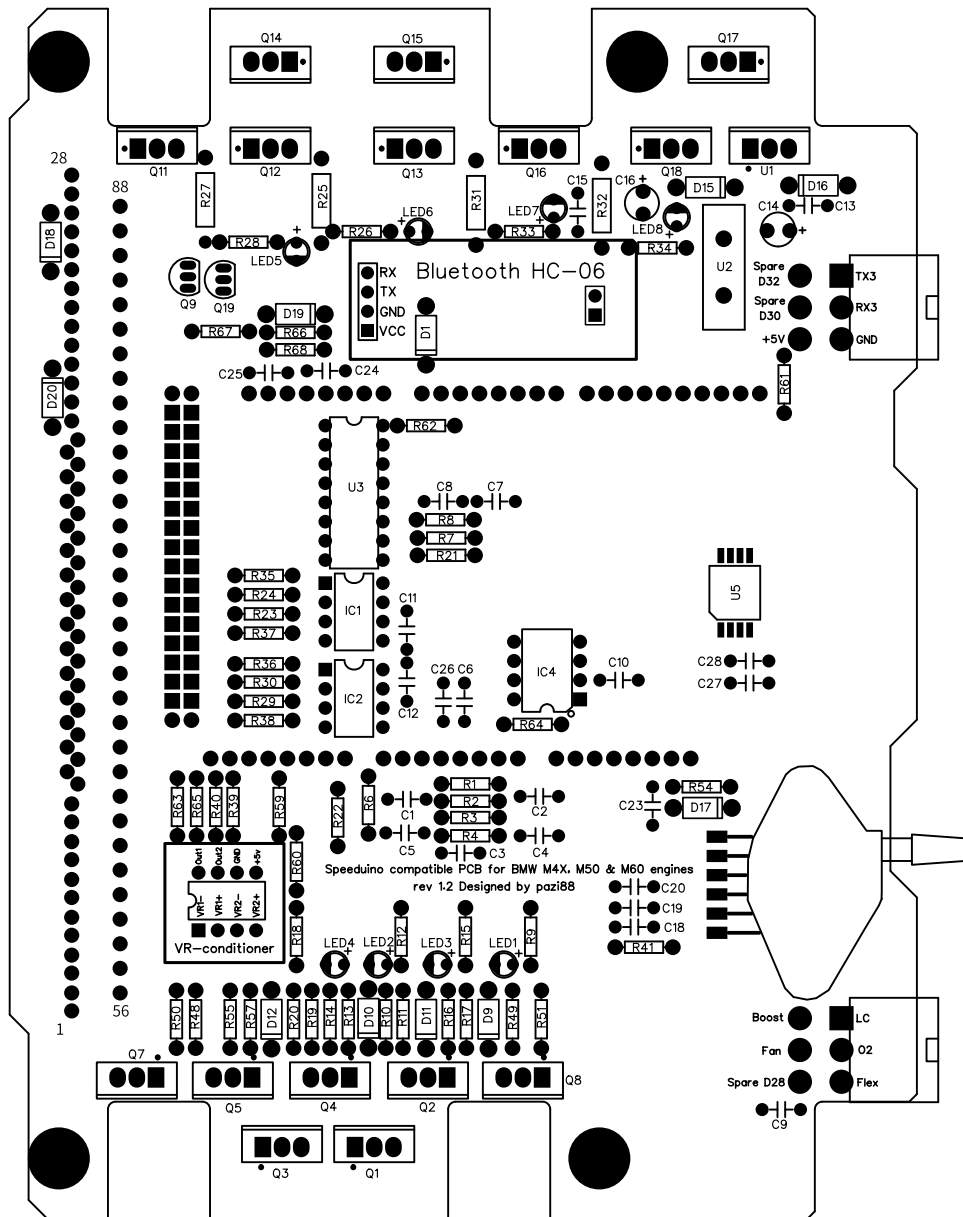 Q14
Q15
Q17
28
88
Q11
Q12
Q13
Q16
Q18
U1
R27
R25
R31
C15
R32
C16
D15
D16
C14
C13
D18
R28
LED5
R26
LED6
R33
LED7
LED8
R34
U2
Bluetooth HC-06
RX
TX
GND
VCC
D1
Spare D32
TX3
Spare D30
RX3
+5V
GND
Q9
Q19
D19
R67
R66
R68
C25
C24
D20
R61
R62
U3
C8
C7
R8
R7
R21
R35
R24
R23
R37
IC1
C11
U5
R36
R30
R29
R38
IC2
C12
C26
C6
IC4
C10
R64
C28
C27
R63
R65
R40
R39
R59
R22
R6
C1
C5
R1
R2
R3
R4
C3
C2
C4
C23
R54
D17
Speeduino compatible PCB for BMW M4X, M50 & M60 engines
rev 1.2 Designed by pazi88
Out1
Out2
GND
+5v
VR1-
VR1+
VR2-
VR2+
VR-conditioner
R60
R18
C20
C19
C18
R41
LED4
LED2
R12
LED3
R15
LED1
R9
R50
R48
R55
R57
D12
R20
R19
R14
R13
D10
R10
R11
D11
R16
R17
D9
R49
R51
1
56
Boost
LC
Fan
O2
Spare D28
Flex
C9
Q7
Q5
Q4
Q2
Q8
Q3
Q1